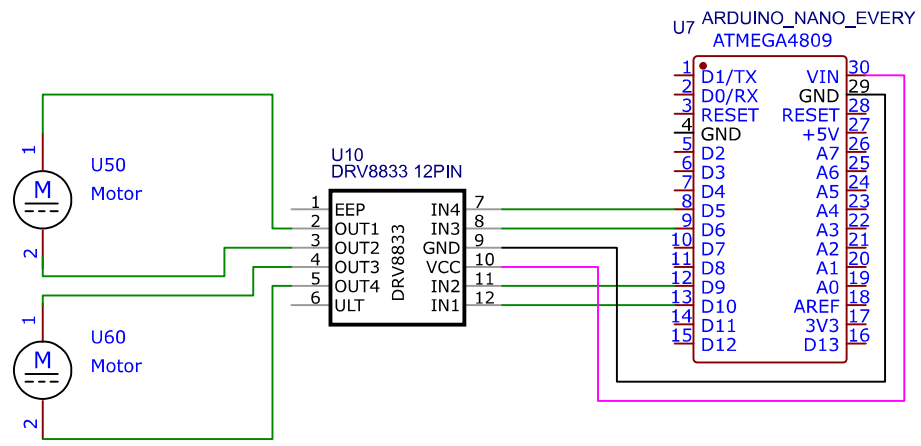 U7 ARDUINO_NANO_EVERY
ATMEGA4809
1 D1/TX VIN 30
2 D0/RX GND 29
3 RESET RESET 28
4 GND +5V 27
5 D2 A7 26
6 D3 A6 25
7 D4 A5 24
8 D5 A4 23
9 D6 A3 22
10 D7 A2 21
11 D8 A1 20
12 D9 A0 19
13 D10 AREF 18
14 D11 3V3 17
15 D12 D13 16
1
U50
M
Motor
2
U10
DRV8833 12PIN
1 EEP IN4 7
2 OUT1 IN3 8
3 OUT2 GND 9
4 OUT3 VCC 10
5 OUT4 IN2 11
6 ULT IN1 12
DRV8833
1
U60
M
Motor
2